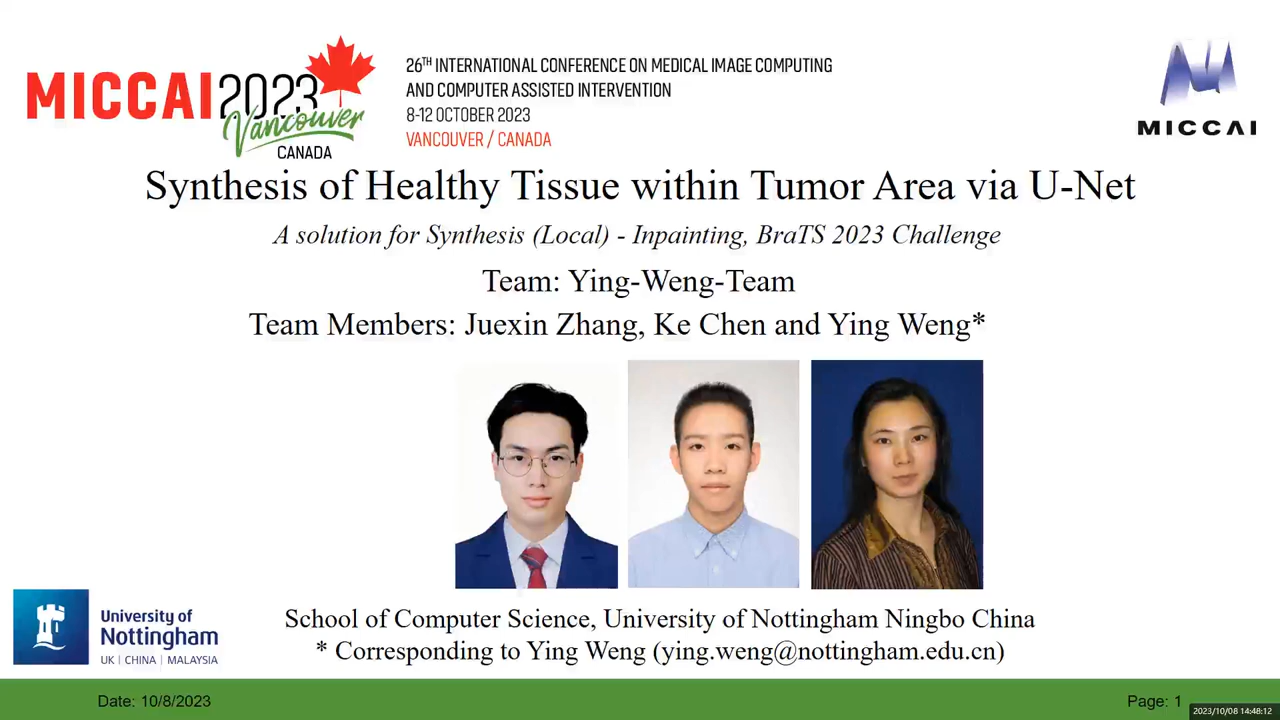 MICCAI2023
Vancouver
CANADA
26TH INTERNATIONAL CONFERENCE ON MEDICAL IMAGE COMPUTING
AND COMPUTER ASSISTED INTERVENTION
8-12 OCTOBER 2023
VANCOUVER / CANADA
MICCAI
Synthesis of Healthy Tissue within Tumor Area via U-Net
A solution for Synthesis (Local) - Inpainting, BraTS 2023 Challenge
Team: Ying-Weng-Team
Team Members: Juexin Zhang, Ke Chen and Ying Weng*
University of
Nottingham
UK | CHINA | MALAYSIA
School of Computer Science, University of Nottingham Ningbo China
* Corresponding to Ying Weng (ying.weng@nottingham.edu.cn)
Date: 10/8/2023
Page: 1
2023/10/08 14:48:12